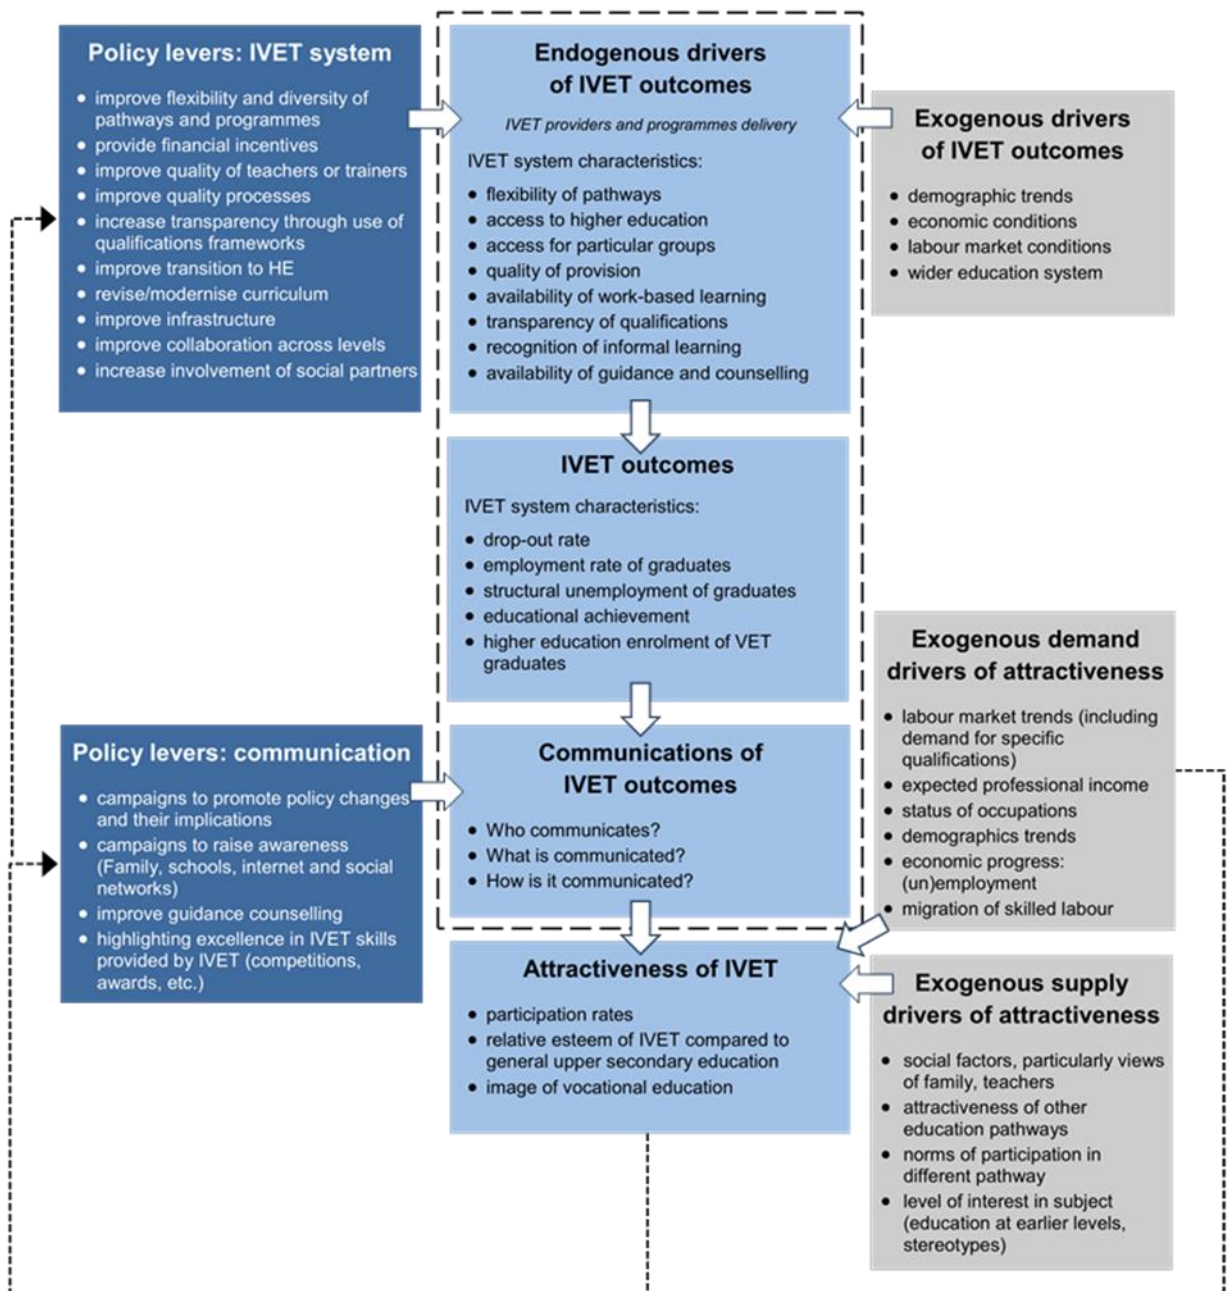 Policy levers: IVET system
• improve flexibility and diversity of
pathways and programmes
• provide financial incentives
• improve quality of teachers or trainers
• improve quality processes
• increase transparency through use of
qualifications frameworks
• improve transition to HE
• revise/modernise curriculum
• improve infrastructure
• improve collaboration across levels
• increase involvement of social partners
Endogenous drivers
of IVET outcomes
IVET providers and programmes delivery
IVET system characteristics:
• flexibility of pathways
• access to higher education
• access for particular groups
• quality of provision
• availability of work-based learning
• transparency of qualifications
• recognition of informal learning
• availability of guidance and counselling
Exogenous drivers
of IVET outcomes
• demographic trends
• economic conditions
• labour market conditions
• wider education system
IVET outcomes
IVET system characteristics:
• drop-out rate
• employment rate of graduates
• structural unemployment of graduates
• educational achievement
• higher education enrolment of VET
graduates
Policy levers: communication
• campaigns to promote policy changes
and their implications
• campaigns to raise awareness
(Family, schools, internet and social
networks)
• improve guidance counselling
• highlighting excellence in IVET skills
provided by IVET (competitions,
awards, etc.)
Communications of
IVET outcomes
• Who communicates?
• What is communicated?
• How is it communicated?
Exogenous demand
drivers of attractiveness
• labour market trends (including
demand for specific
qualifications)
• expected professional income
• status of occupations
• demographics trends
• economic progress:
(un)employment
• migration of skilled labour
Attractiveness of IVET
• participation rates
• relative esteem of IVET compared to
general upper secondary education
• image of vocational education
Exogenous supply
drivers of attractiveness
• social factors, particularly views
of family, teachers
• attractiveness of other
education pathways
• norms of participation in
different pathway
• level of interest in subject
(education at earlier levels,
stereotypes)